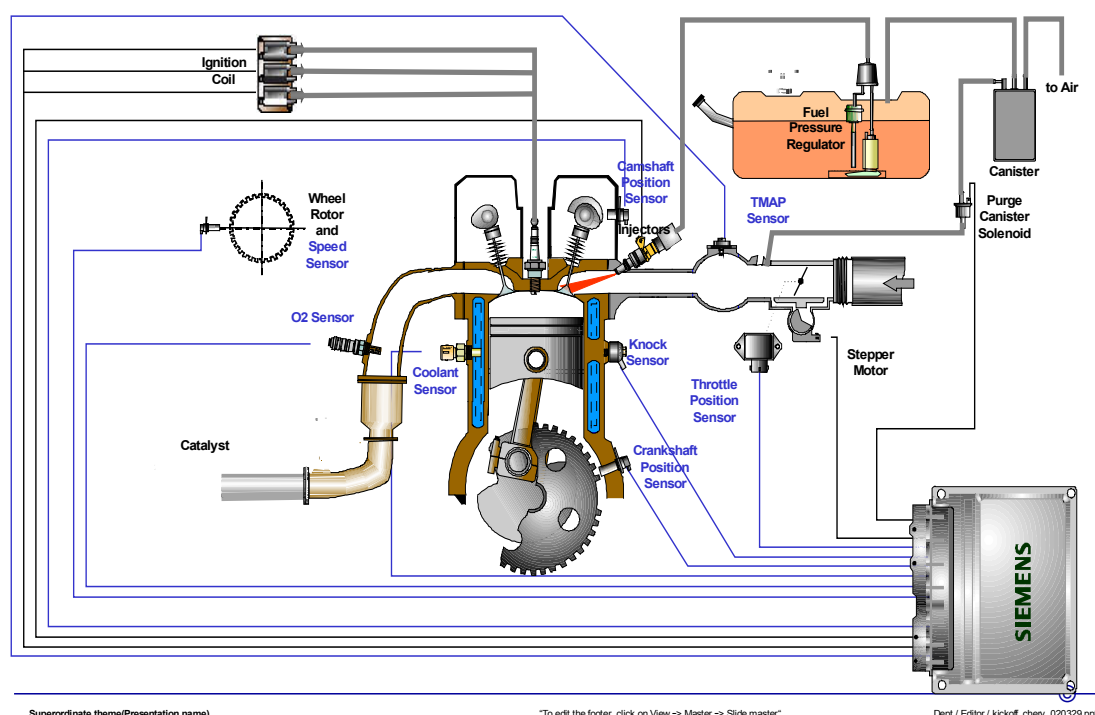 Ignition
Coil
to Air
Fuel
Pressure
Regulator
Canister
Camshaft
Position
Sensor
TMAP
Sensor
Purge
Canister
Solenoid
Wheel
Rotor
and
Speed
Sensor
Injectors
O2 Sensor
Coolant
Sensor
Knock
Sensor
Stepper
Motor
Throttle
Position
Sensor
Catalyst
Crankshaft
Position
Sensor
SIEMENS
Superordinate theme(Presentation name)
"To edit the footer, click on View -> Master -> Slide master"
Dept / Editor / kickoff_chery_020329.pp